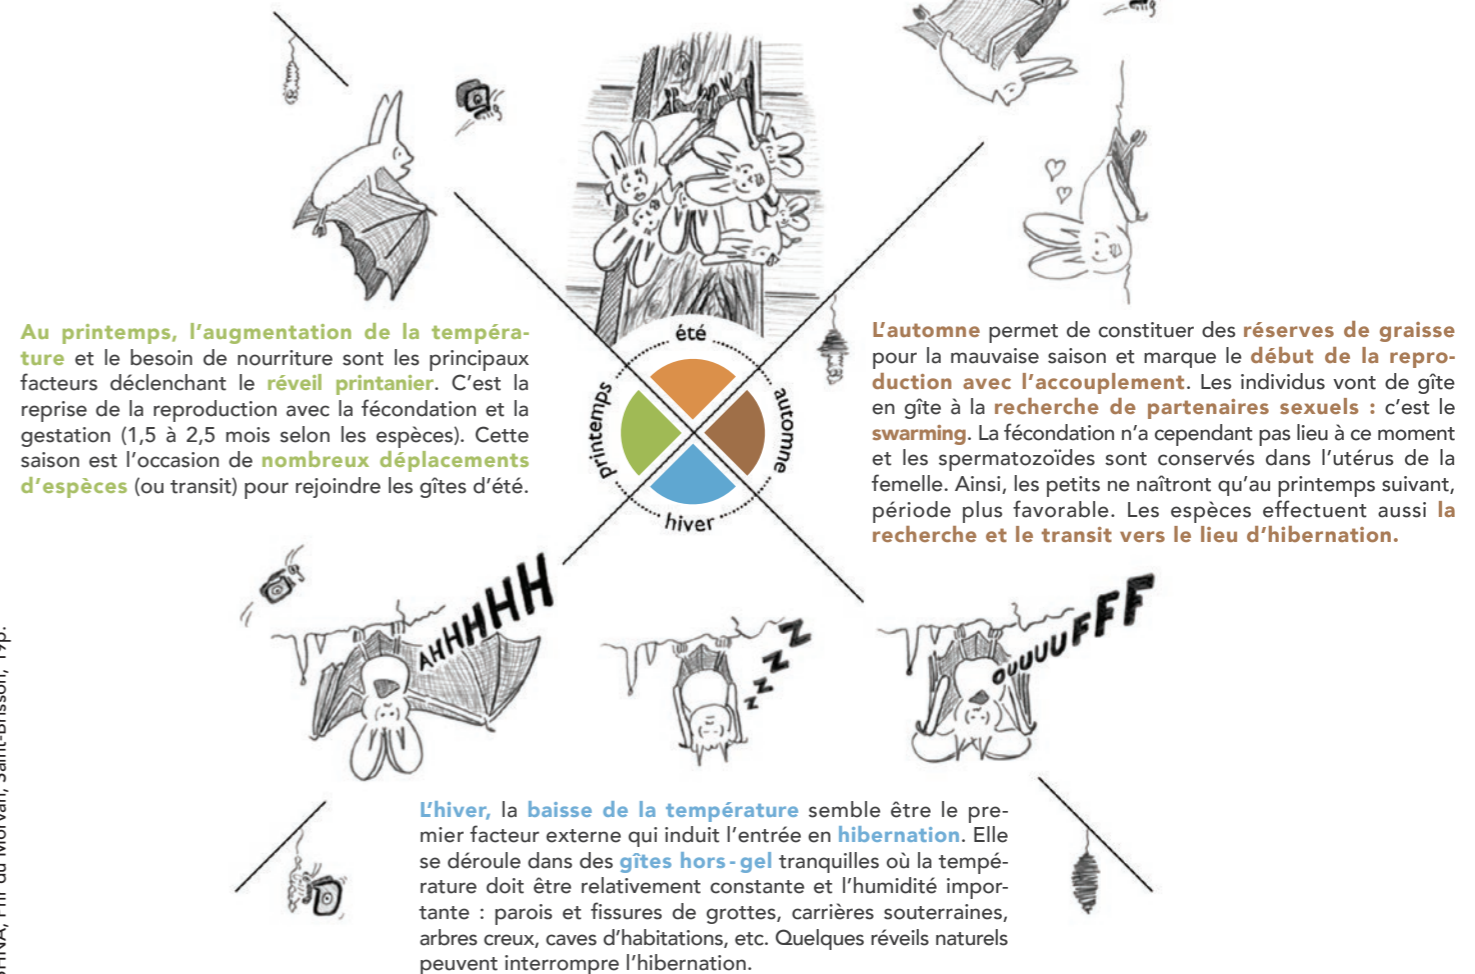 été
printemps
automne
hiver
Au printemps, l'augmentation de la tempéra-
ture et le besoin de nourriture sont les principaux
facteurs déclenchant le réveil printanier. C'est la
reprise de la reproduction avec la fécondation et la
gestation (1,5 à 2,5 mois selon les espèces). Cette
saison est l'occasion de nombreux déplacements
d'espèces (ou transit) pour rejoindre les gîtes d'été.
L'automne permet de constituer des réserves de graisse
pour la mauvaise saison et marque le début de la repro-
duction avec l'accouplement. Les individus vont de gîte
en gîte à la recherche de partenaires sexuels : c'est le
swarming. La fécondation n'a cependant pas lieu à ce moment
et les spermatozoïdes sont conservés dans l'utérus de la
femelle. Ainsi, les petits ne naîtront qu'au printemps suivant,
période plus favorable. Les espèces effectuent aussi la
recherche et le transit vers le lieu d'hibernation.
AHHHHHH
zzzzz
OUUUUFFFF
L'hiver, la baisse de la température semble être le pre-
mier facteur externe qui induit l'entrée en hibernation. Elle
se déroule dans des gîtes hors-gel tranquilles où la tempé-
rature doit être relativement constante et l'humidité impor-
tante : parois et fissures de grottes, carrières souterraines,
arbres creux, caves d'habitations, etc. Quelques réveils naturels
peuvent interrompre l'hibernation.
du Morvan, Saint-Brisson, 19p.